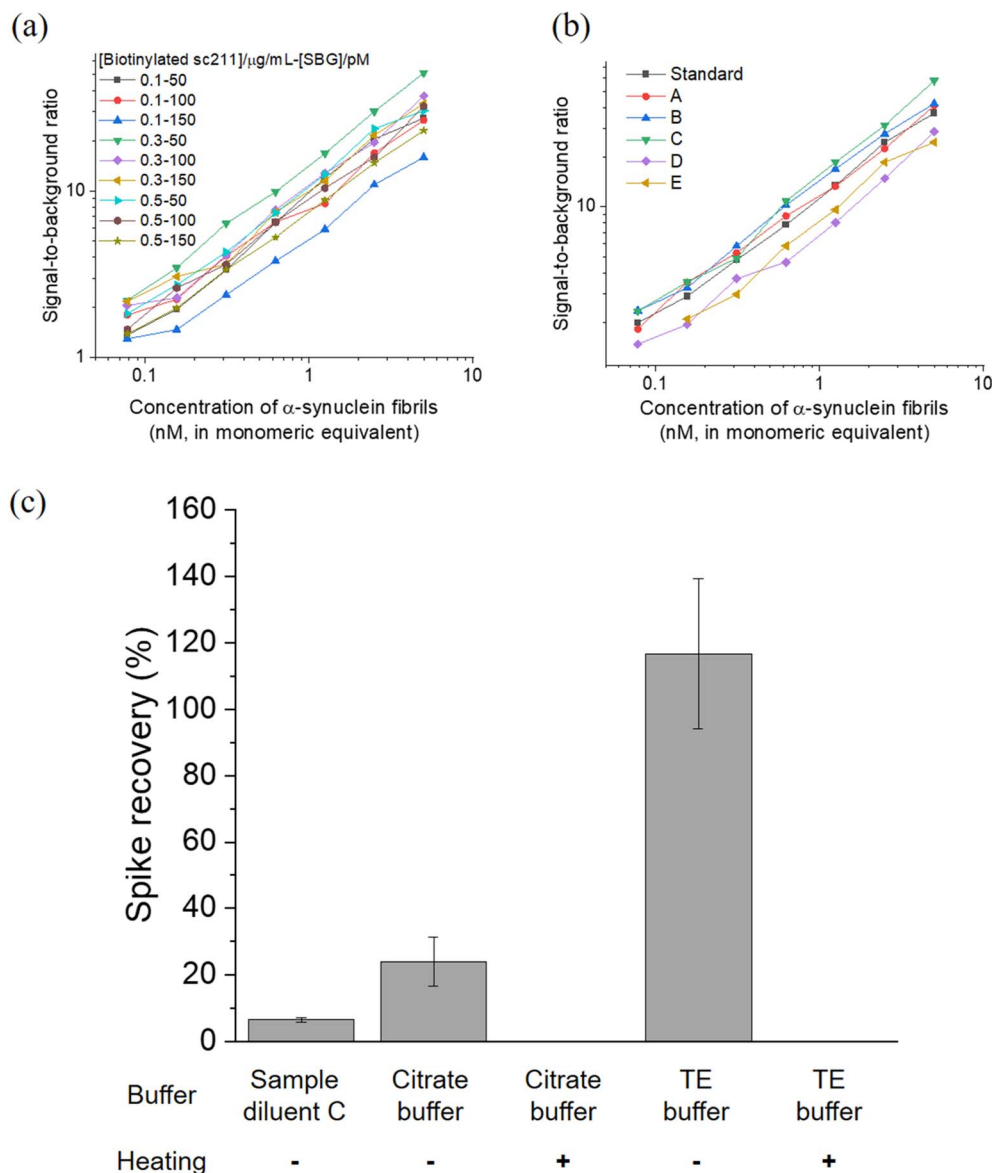 (a)
[Biotinylated sc211]/μg/mL-[SBG]/pM
0.1-50
0.1-100
0.1-150
0.3-50
0.3-100
0.3-150
0.5-50
0.5-100
0.5-150
Signal-to-background ratio
10
1
0.1 1 10
Concentration of α-synuclein fibrils
(nM, in monomeric equivalent)
(b)
Standard
A
B
C
D
E
Signal-to-background ratio
10
0.1 1 10
Concentration of α-synuclein fibrils
(nM, in monomeric equivalent)
(c)
Spike recovery (%)
160
140
120
100
80
60
40
20
0
Buffer Sample diluent C Citrate buffer Citrate buffer TE buffer TE buffer
Heating - - + - +